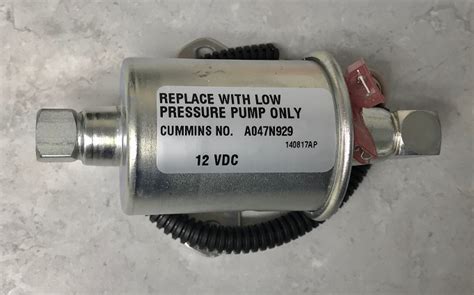 REPLACE WITH LOW
PRESSURE PUMP ONLY
CUMMINS NO. A047N929
140817AP
12 VDC